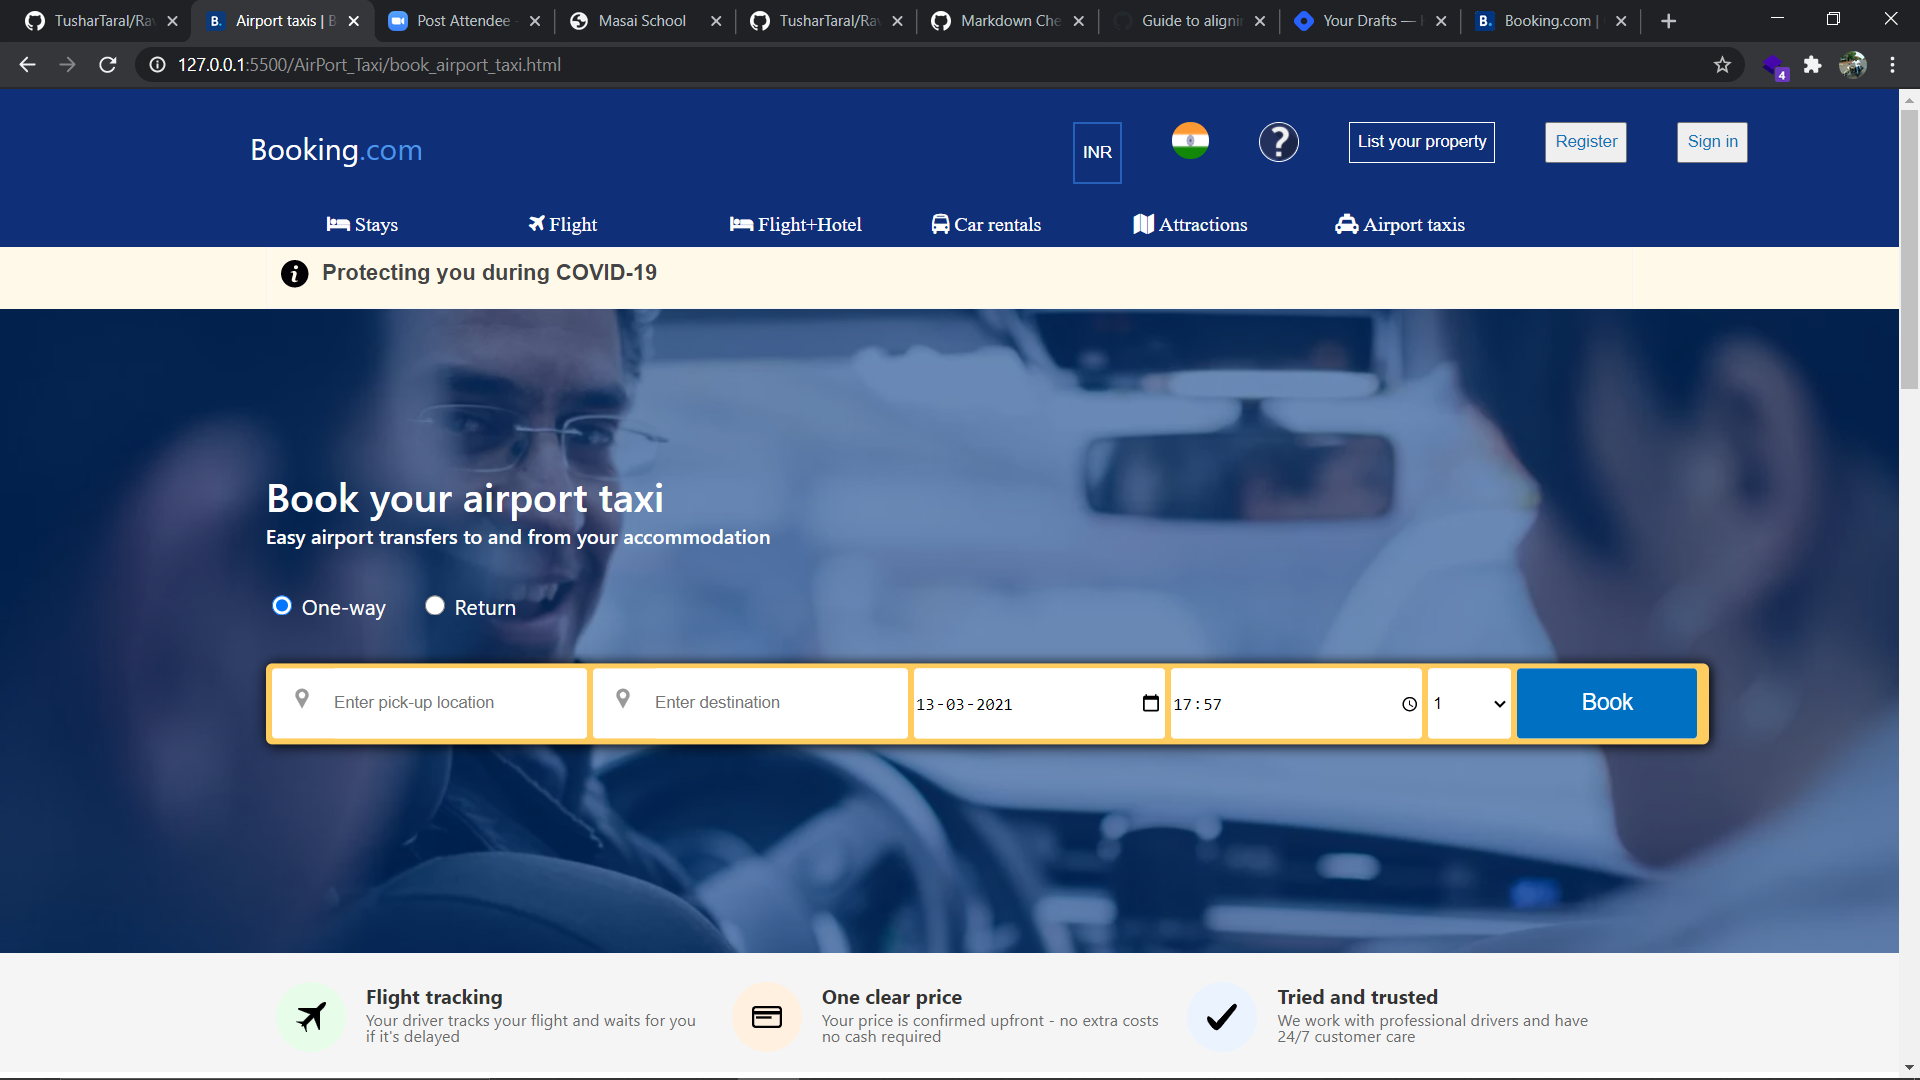 TusharTaral/Rav
Airport taxis | B
Post Attendee -
Masai School
TusharTaral/Rav
Markdown Che
Guide to alignin
Your Drafts —
Booking.com |
127.0.0.1:5500/AirPort_Taxi/book_airport_taxi.html
4
Booking.com
INR
List your property
Register
Sign in
Stays
Flight
Flight+Hotel
Car rentals
Attractions
Airport taxis
Protecting you during COVID-19
Book your airport taxi
Easy airport transfers to and from your accommodation
One-way
Return
Enter pick-up location
Enter destination
13-03-2021
17:57
1
Book
Flight tracking
Your driver tracks your flight and waits for you
if it's delayed
One clear price
Your price is confirmed upfront - no extra costs
no cash required
Tried and trusted
We work with professional drivers and have
24/7 customer care